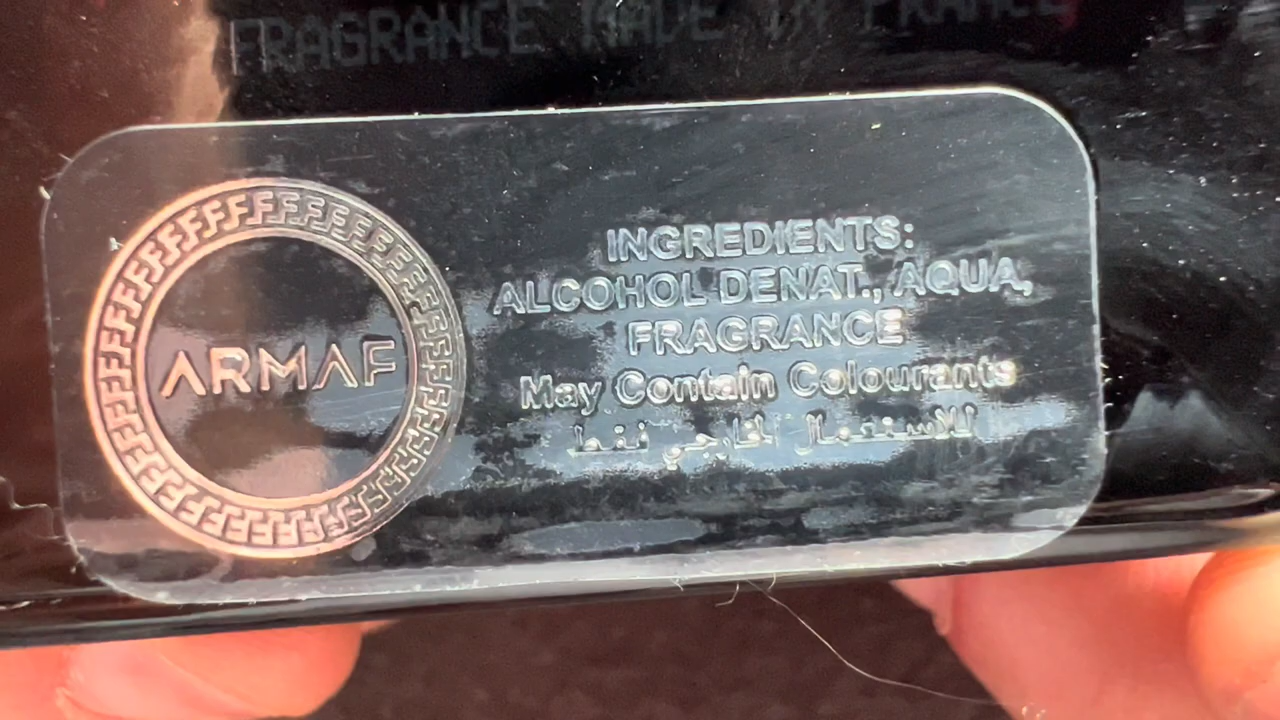 FRAGRANCE MADE IN FRANCE
ARMAF
INGREDIENTS:
ALCOHOL DENAT., AQUA,
FRAGRANCE
May Contain Colourants
للاستعمال الخارجي فقط